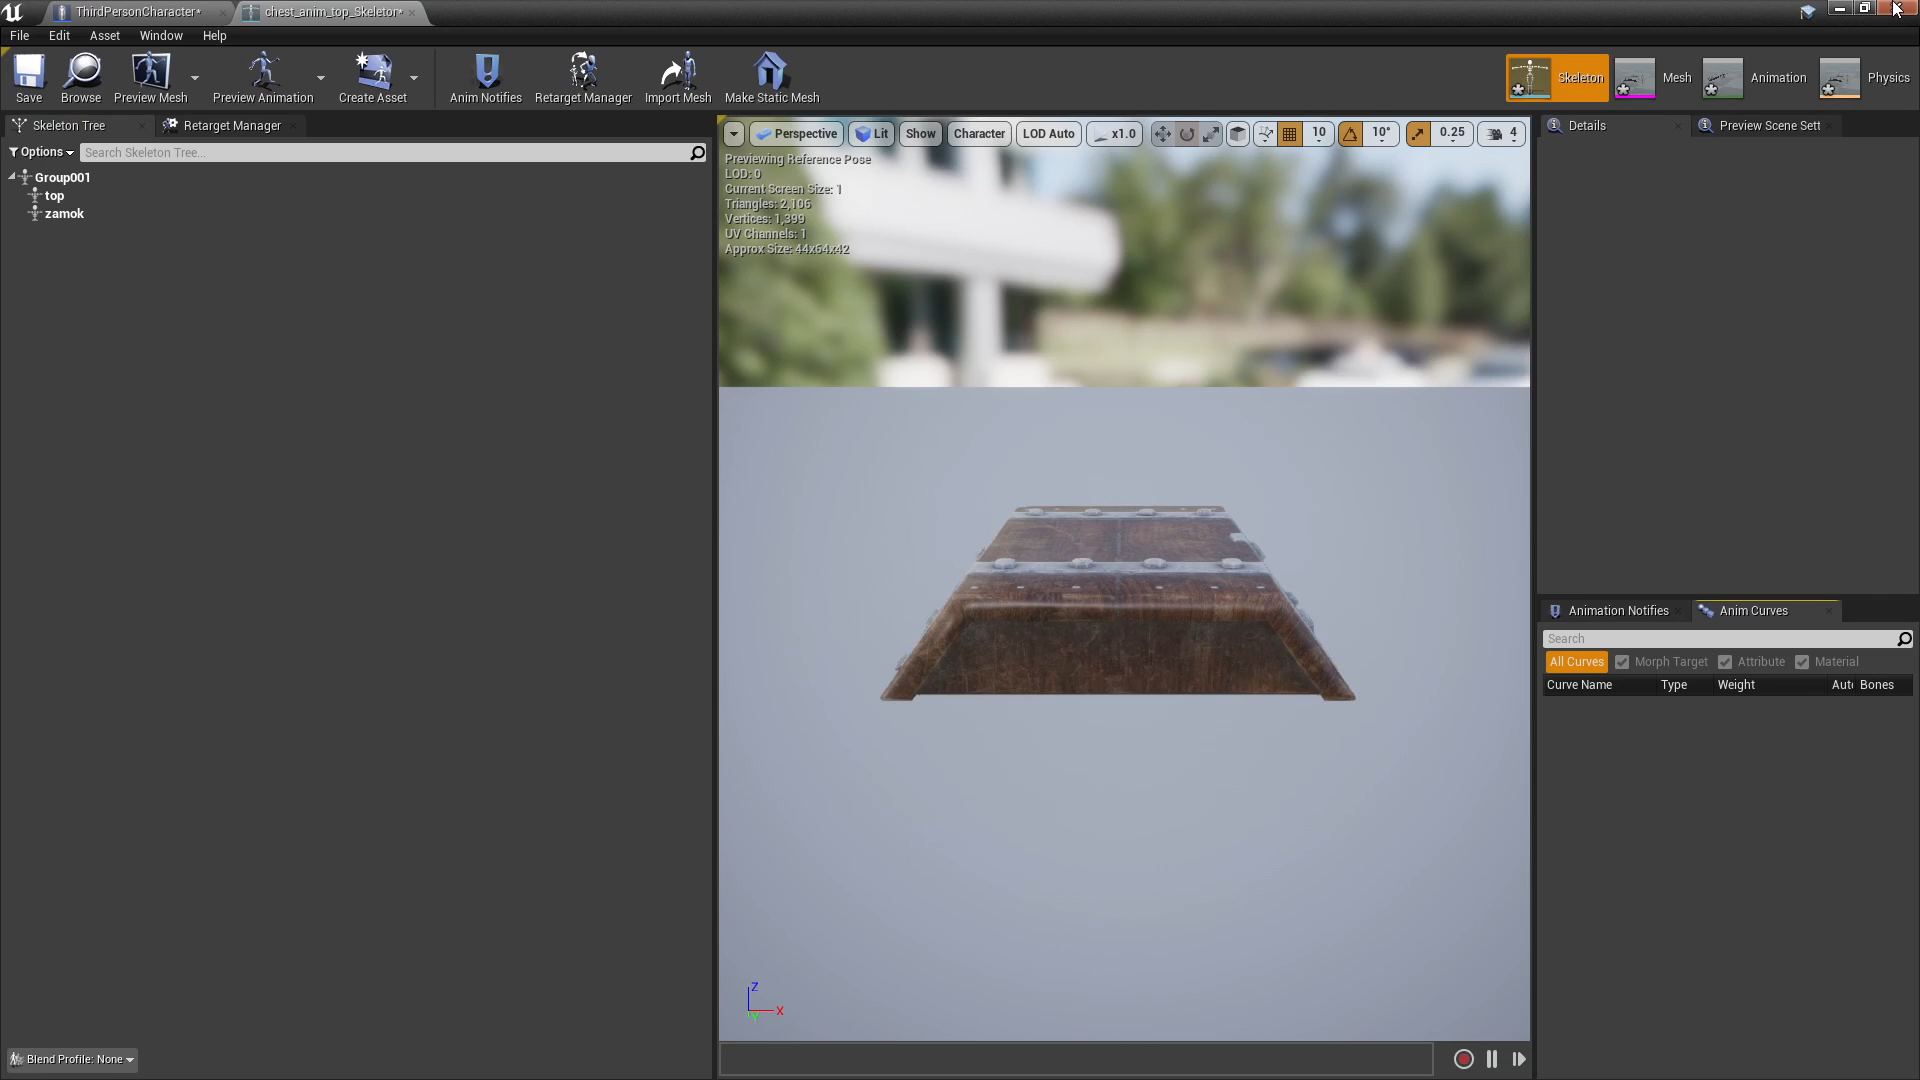 ThirdPersonCharacter*
chest_anim_top_Skeletor*
File Edit Asset Window Help
Save Browse Preview Mesh Preview Animation Create Asset Anim Notifies Retarget Manager Import Mesh Make Static Mesh Skeleton Mesh Animation Physics
Skeleton Tree Retarget Manager
Options Search Skeleton Tree...
Group001
top
zamok
Perspective Lit Show Character LOD Auto x1.0 10 10° 0.25 4
Previewing Reference Pose
LOD: 0
Current Screen Size: 1
Triangles: 2,106
Vertices: 1,399
UV Channels: 1
Approx Size: 44x64x42
Z
X
Y
Details Preview Scene Sett
Animation Notifies Anim Curves
Search
All Curves Morph Target Attribute Material
Curve Name Type Weight Aut Bones
Blend Profile: None